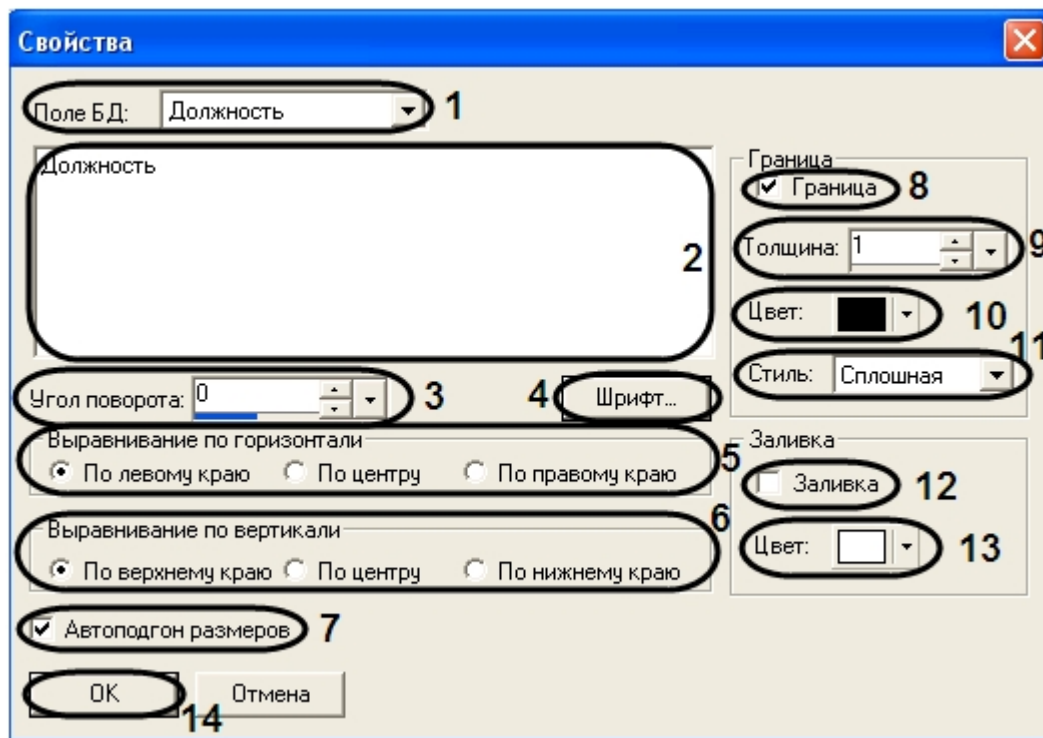 Свойства
Поле БД: Должность 1
Должность
2
Граница
Граница 8
Толщина: 1 9
Цвет: 10
Стиль: Сплошная 11
Угол поворота: 0 3
4 Шрифт...
Выравнивание по горизонтали
По левому краю По центру По правому краю 5
Выравнивание по вертикали
По верхнему краю По центру По нижнему краю 6
Заливка
Заливка 12
Цвет: 13
Автоподгон размеров 7
OK 14 Отмена